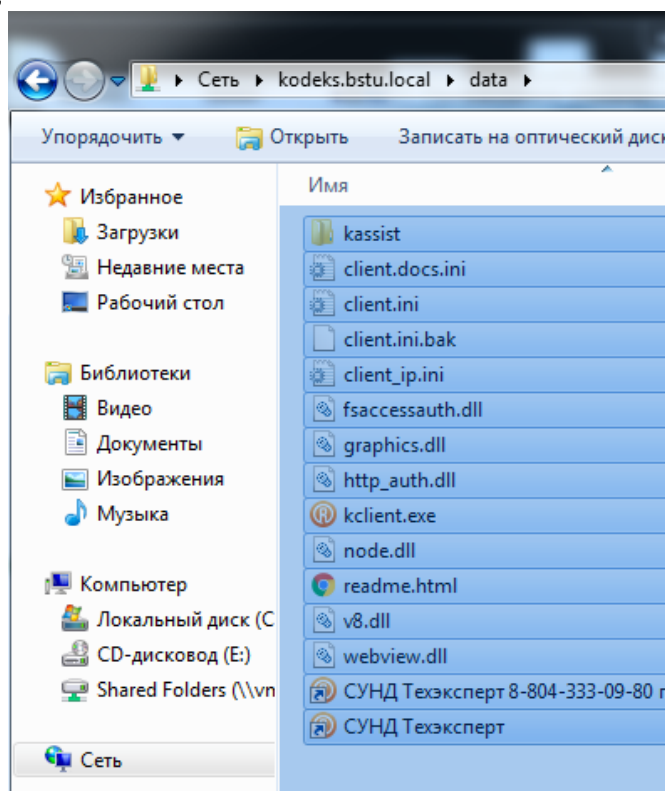 Сеть kodeks.bstu.local data
Упорядочить Открыть Записать на оптический диск
Избранное
Загрузки
Недавние места
Рабочий стол
Библиотеки
Видео
Документы
Изображения
Музыка
Компьютер
Локальный диск (C
CD-дисковод (E:)
Shared Folders (\\vn
Сеть
Имя
kassist
client.docs.ini
client.ini
client.ini.bak
client_ip.ini
fsaccessauth.dll
graphics.dll
http_auth.dll
kclient.exe
node.dll
readme.html
v8.dll
webview.dll
СУНД Техэксперт 8-804-333-09-80
СУНД Техэксперт